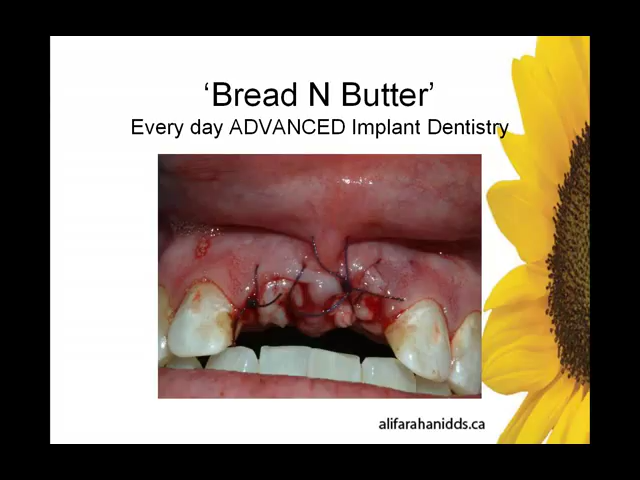 ‘Bread N Butter’
Every day ADVANCED Implant Dentistry
alifarahanidds.ca